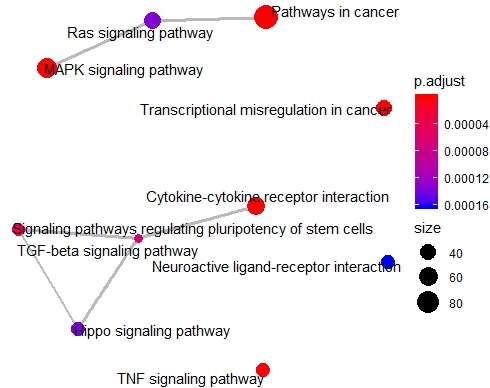 Pathways in cancer
Ras signaling pathway
MAPK signaling pathway
p.adjust
Transcriptional misregulation in cancer
0.00004
0.00008
0.00012
0.00016
Cytokine-cytokine receptor interaction
Signaling pathways regulating pluripotency of stem cells
size
TGF-beta signaling pathway
Neuroactive ligand-receptor interaction
40
60
80
Hippo signaling pathway
TNF signaling pathway